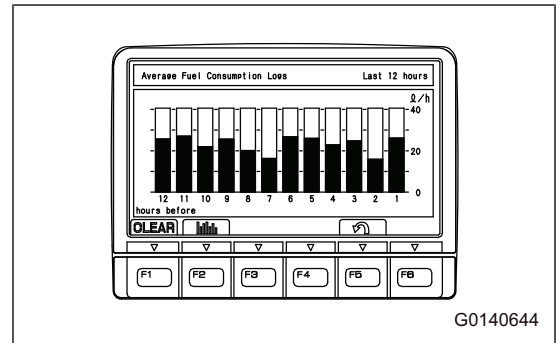 Average Fuel Consumption Logs Last 12 hours
ℓ/h
40
20
0
12 11 10 9 8 7 6 5 4 3 2 1
hours before
CLEAR
F1 F2 F3 F4 F5 F6
G0140644